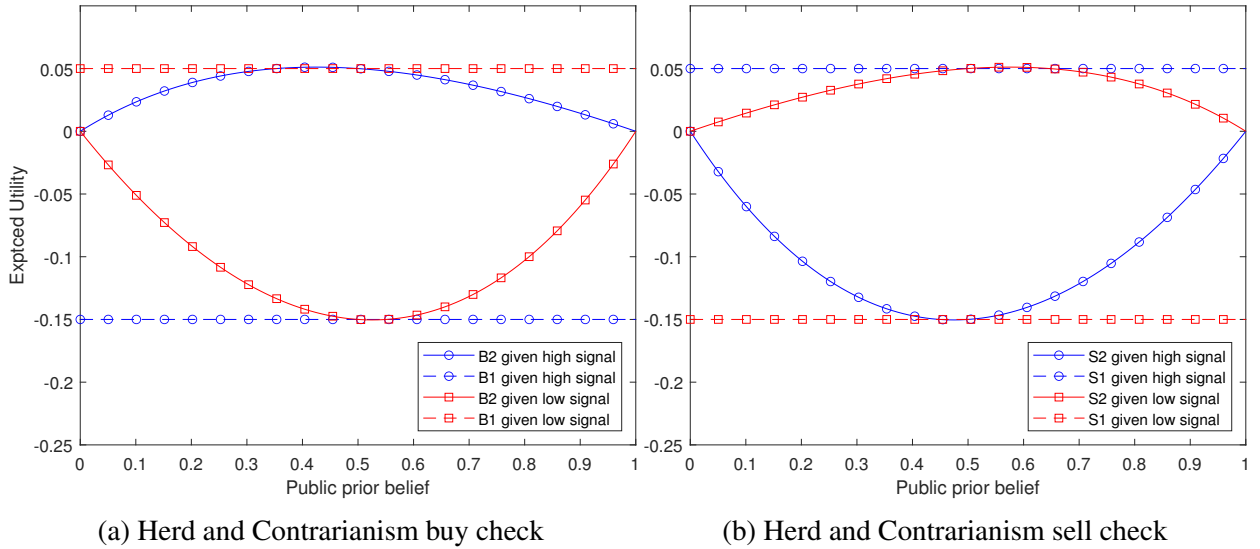 0.05
0
-0.05
-0.1
-0.15
-0.2
-0.25
Exptced Utility
0 0.1 0.2 0.3 0.4 0.5 0.6 0.7 0.8 0.9 1
Public prior belief
B2 given high signal
B1 given high signal
B2 given low signal
B1 given low signal
(a) Herd and Contrarianism buy check
0.05
0
-0.05
-0.1
-0.15
-0.2
-0.25
0 0.1 0.2 0.3 0.4 0.5 0.6 0.7 0.8 0.9 1
Public prior belief
S2 given high signal
S1 given high signal
S2 given low signal
S1 given low signal
(b) Herd and Contrarianism sell check